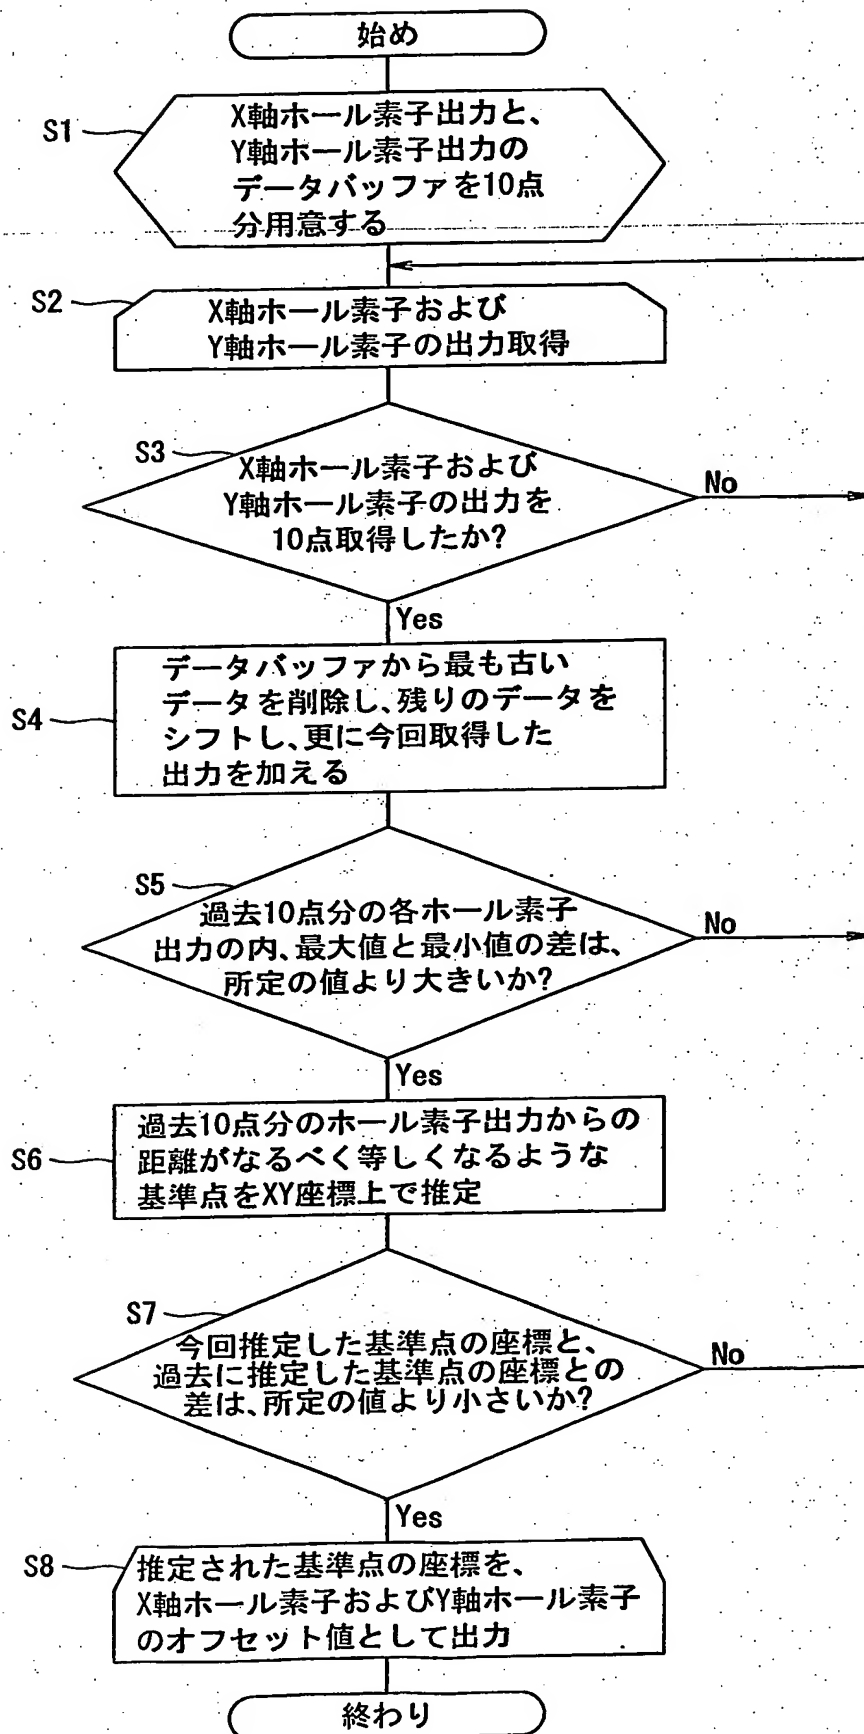 始め
S1
X軸ホール素子出力と、
Y軸ホール素子出力の
データバッファを10点
分用意する
S2
X軸ホール素子および
Y軸ホール素子の出力取得
S3
X軸ホール素子および
Y軸ホール素子の出力を
10点取得したか?
No
Yes
S4
データバッファから最も古い
データを削除し、残りのデータを
シフトし、更に今回取得した
出力を加える
S5
過去10点分の各ホール素子
出力の内、最大値と最小値の差は、
所定の値より大きいか?
No
Yes
S6
過去10点分のホール素子出力からの
距離がなるべく等しくなるような
基準点をXY座標上で推定
S7
今回推定した基準点の座標と、
過去に推定した基準点の座標との
差は、所定の値より小さいか?
No
Yes
S8
推定された基準点の座標を、
X軸ホール素子およびY軸ホール素子
のオフセット値として出力
終わり